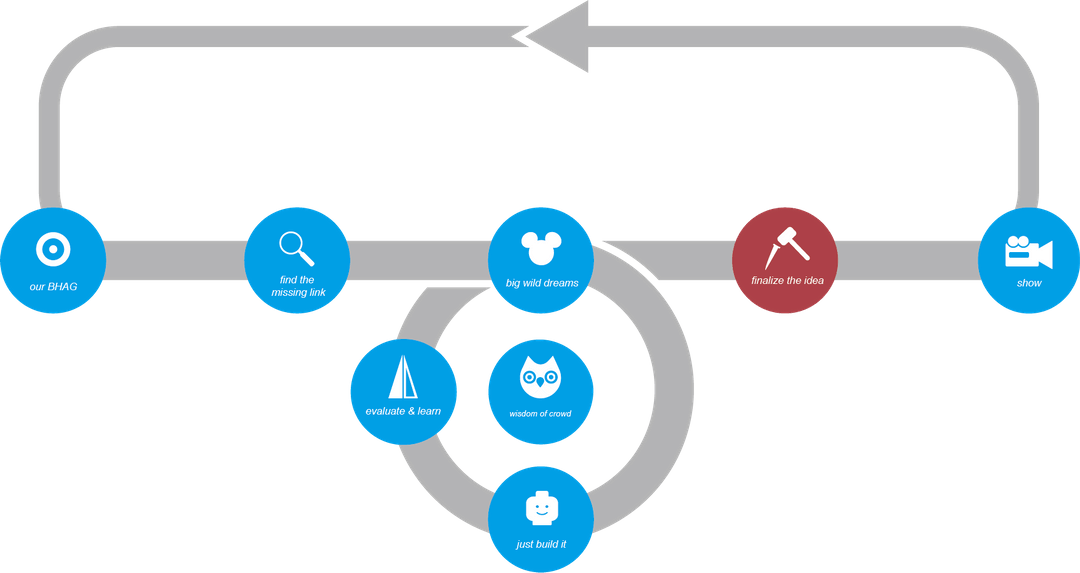 our BHAG
find the
missing link
big wild dreams
finalize the idea
show
evaluate & learn
wisdom of crowd
just build it